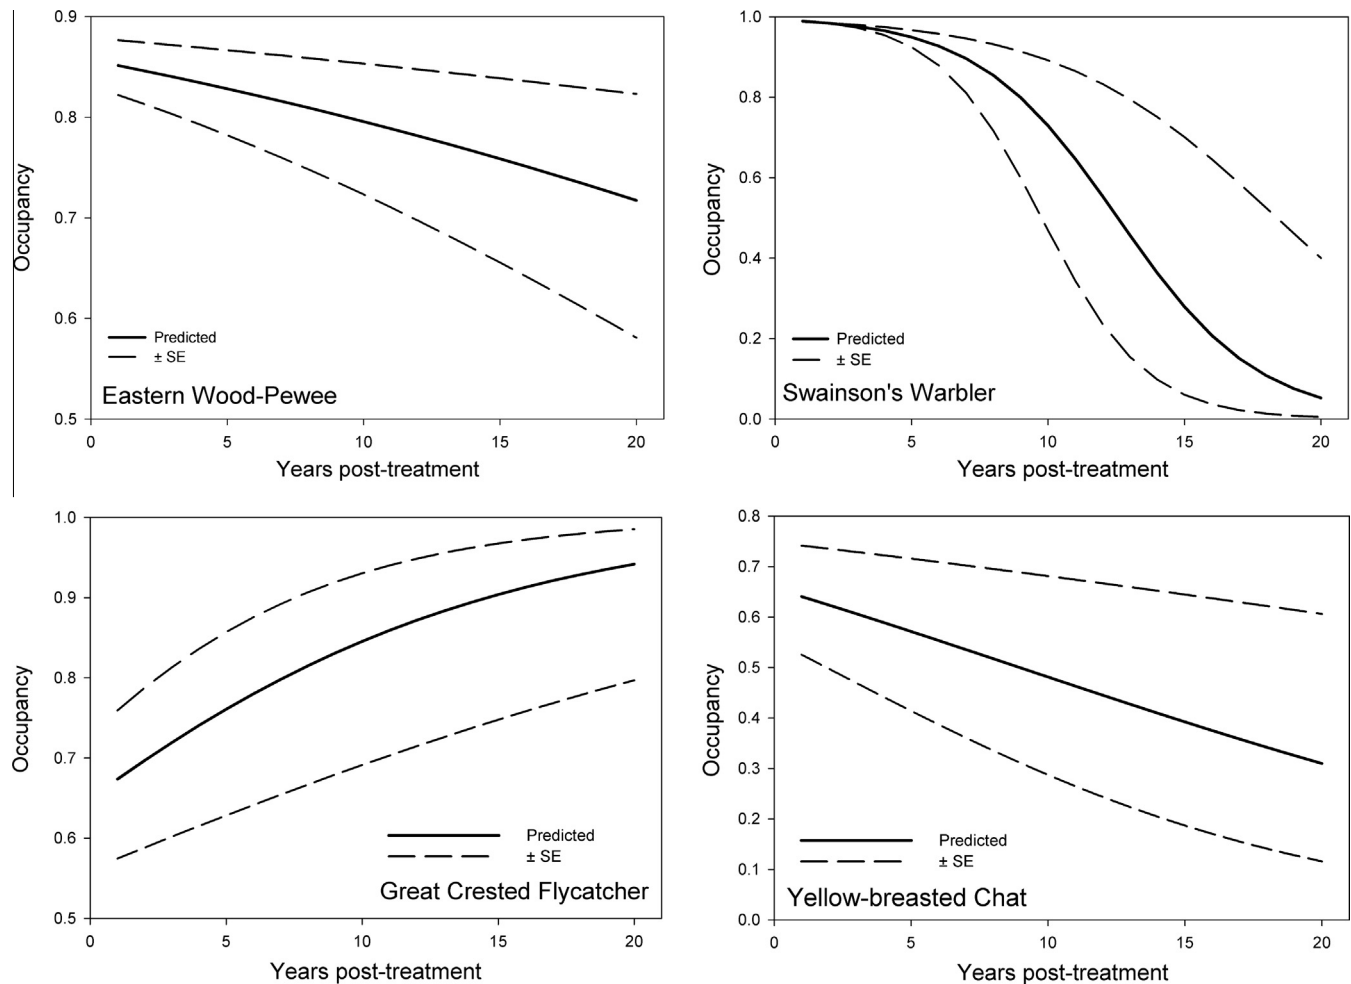 0.9
0.8
0.7
0.6
0.5
Occupancy
Predicted
± SE
Eastern Wood-Pewee
0 5 10 15 20
Years post-treatment
1.0
0.8
0.6
0.4
0.2
0.0
Occupancy
Predicted
± SE
Swainson's Warbler
0 5 10 15 20
Years post-treatment
1.0
0.9
0.8
0.7
0.6
0.5
Occupancy
Predicted
± SE
Great Crested Flycatcher
0 5 10 15 20
Years post-treatment
0.8
0.7
0.6
0.5
0.4
0.3
0.2
0.1
0.0
Occupancy
Predicted
± SE
Yellow-breasted Chat
0 5 10 15 20
Years post-treatment